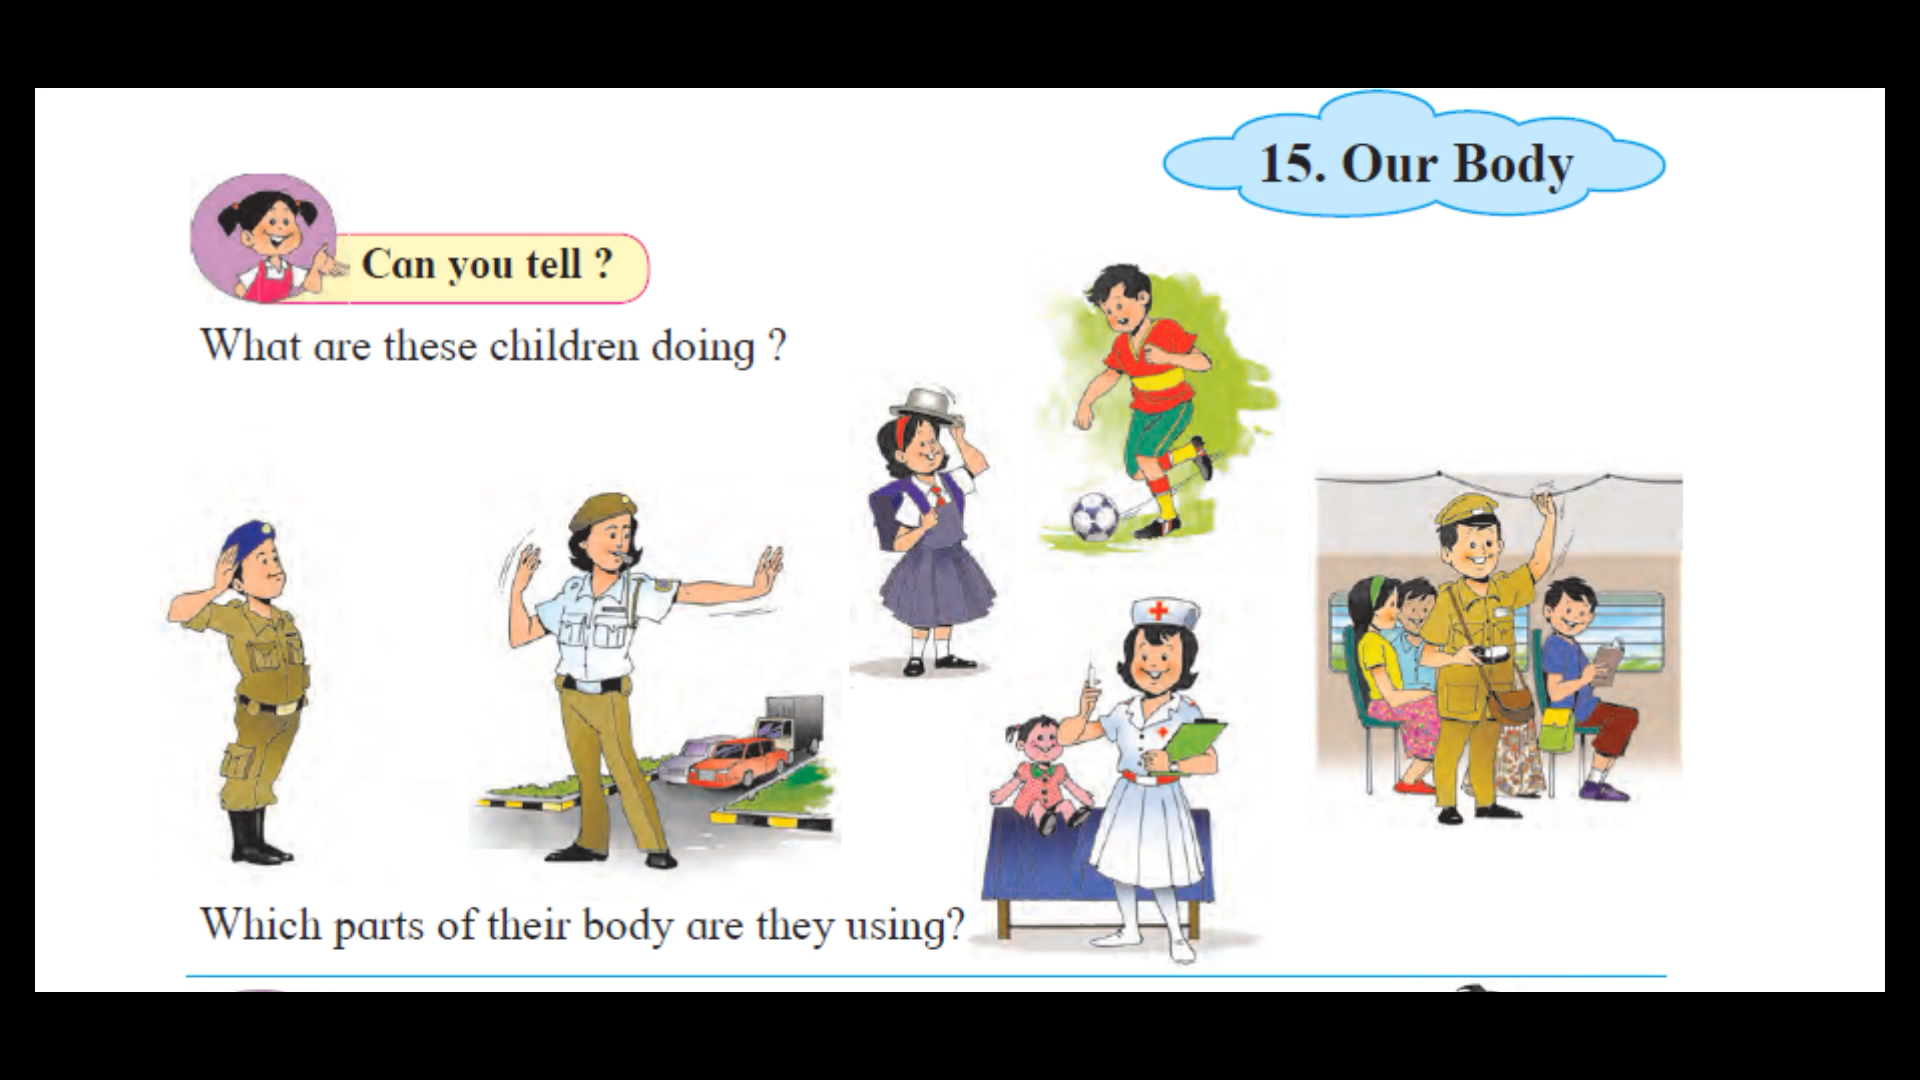 15. Our Body
Can you tell ?
What are these children doing ?
Which parts of their body are they using?